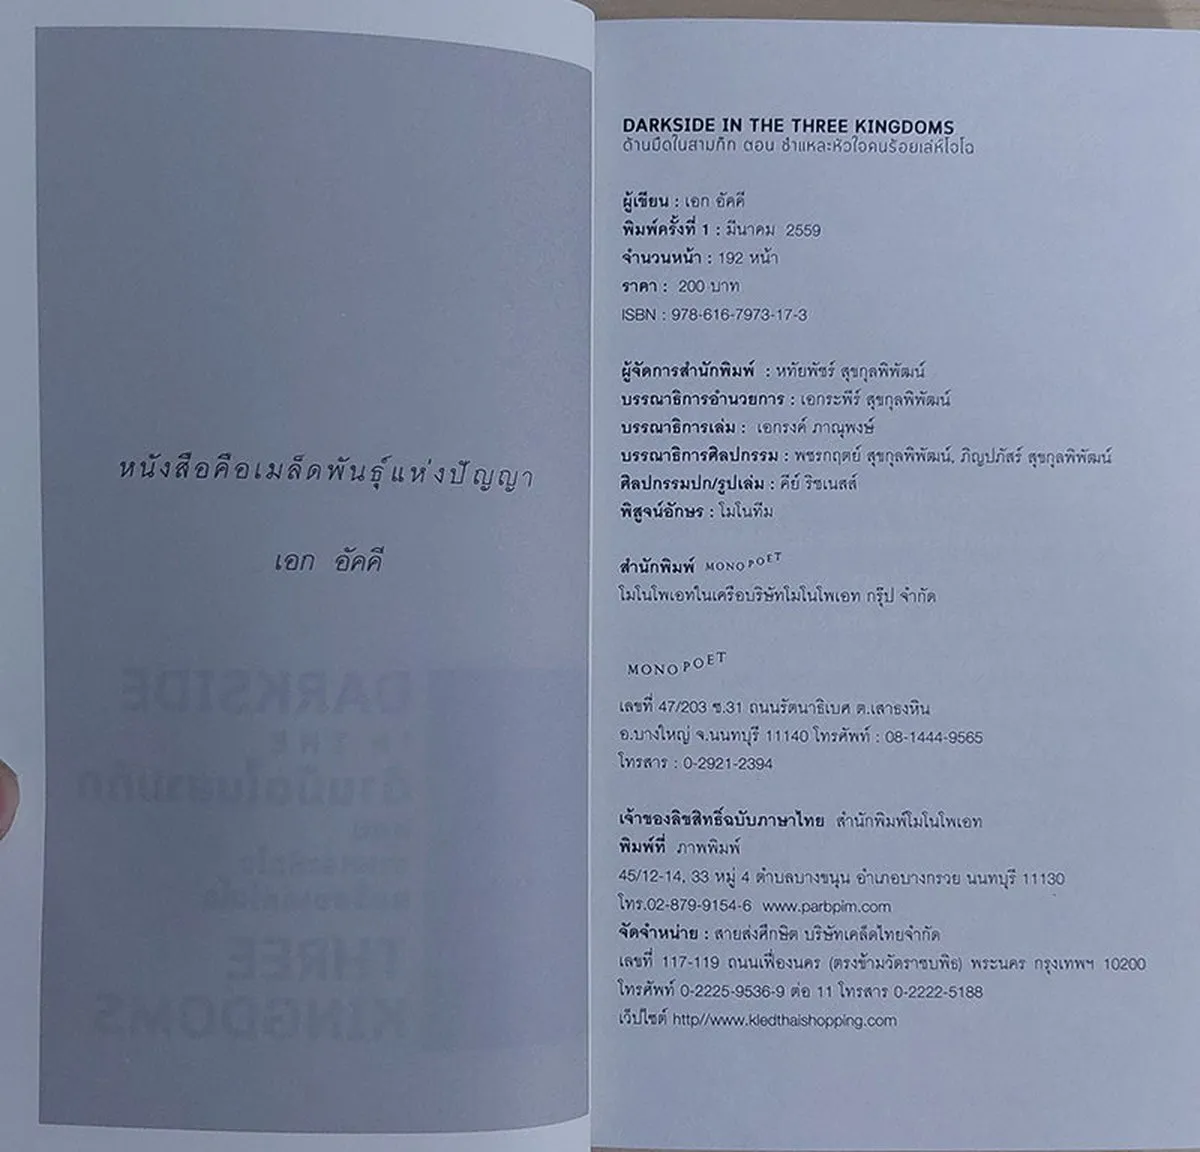 หนังสือคือเมล็ดพันธุ์แห่งปัญญา
เอก อัคคี
DARKSIDE IN THE THREE KINGDOMS
ด้านมืดในสามก๊ก ตอน ชำแหละหัวใจคนร้อยเล่ห์โจโฉ
ผู้เขียน : เอก อัคคี
พิมพ์ครั้งที่ 1 : มีนาคม 2559
จำนวนหน้า : 192 หน้า
ราคา : 200 บาท
ISBN : 978-616-7973-17-3
ผู้จัดการสำนักพิมพ์ : หทัยพัชร์ สุขกุลพิพัฒน์
บรรณาธิการอำนวยการ : เอกระพีร์ สุขกุลพิพัฒน์
บรรณาธิการเล่ม : เอกรงค์ ภาณุพงษ์
บรรณาธิการศิลปกรรม : พชรกฤตย์ สุขกุลพิพัฒน์, ภิญปภัสร์ สุขกุลพิพัฒน์
ศิลปกรรมปก/รูปเล่ม : คีย์ ริชเนสส์
พิสูจน์อักษร : โมโนทีม
สำนักพิมพ์ MONO POET
โมโนโพเอทในเครือบริษัทโมโนโพเอท กรุ๊ป จำกัด
MONO POET
เลขที่ 47/203 ซ.31 ถนนรัตนาธิเบศ ต.เสาธงหิน
อ.บางใหญ่ จ.นนทบุรี 11140 โทรศัพท์ : 08-1444-9565
โทรสาร : 0-2921-2394
เจ้าของลิขสิทธิ์ฉบับภาษาไทย สำนักพิมพ์โมโนโพเอท
พิมพ์ที่ ภาพพิมพ์
45/12-14, 33 หมู่ 4 ตำบลบางขนุน อำเภอบางกรวย นนทบุรี 11130
โทร.02-879-9154-6 www.parbpim.com
จัดจำหน่าย : สายส่งศึกษิต บริษัทเคล็ดไทยจำกัด
เลขที่ 117-119 ถนนเฟื่องนคร (ตรงข้ามวัดราชบพิธ) พระนคร กรุงเทพฯ 10200
โทรศัพท์ 0-2225-9536-9 ต่อ 11 โทรสาร 0-2222-5188
เว็ปไซต์ http//www.kledthaishopping.com